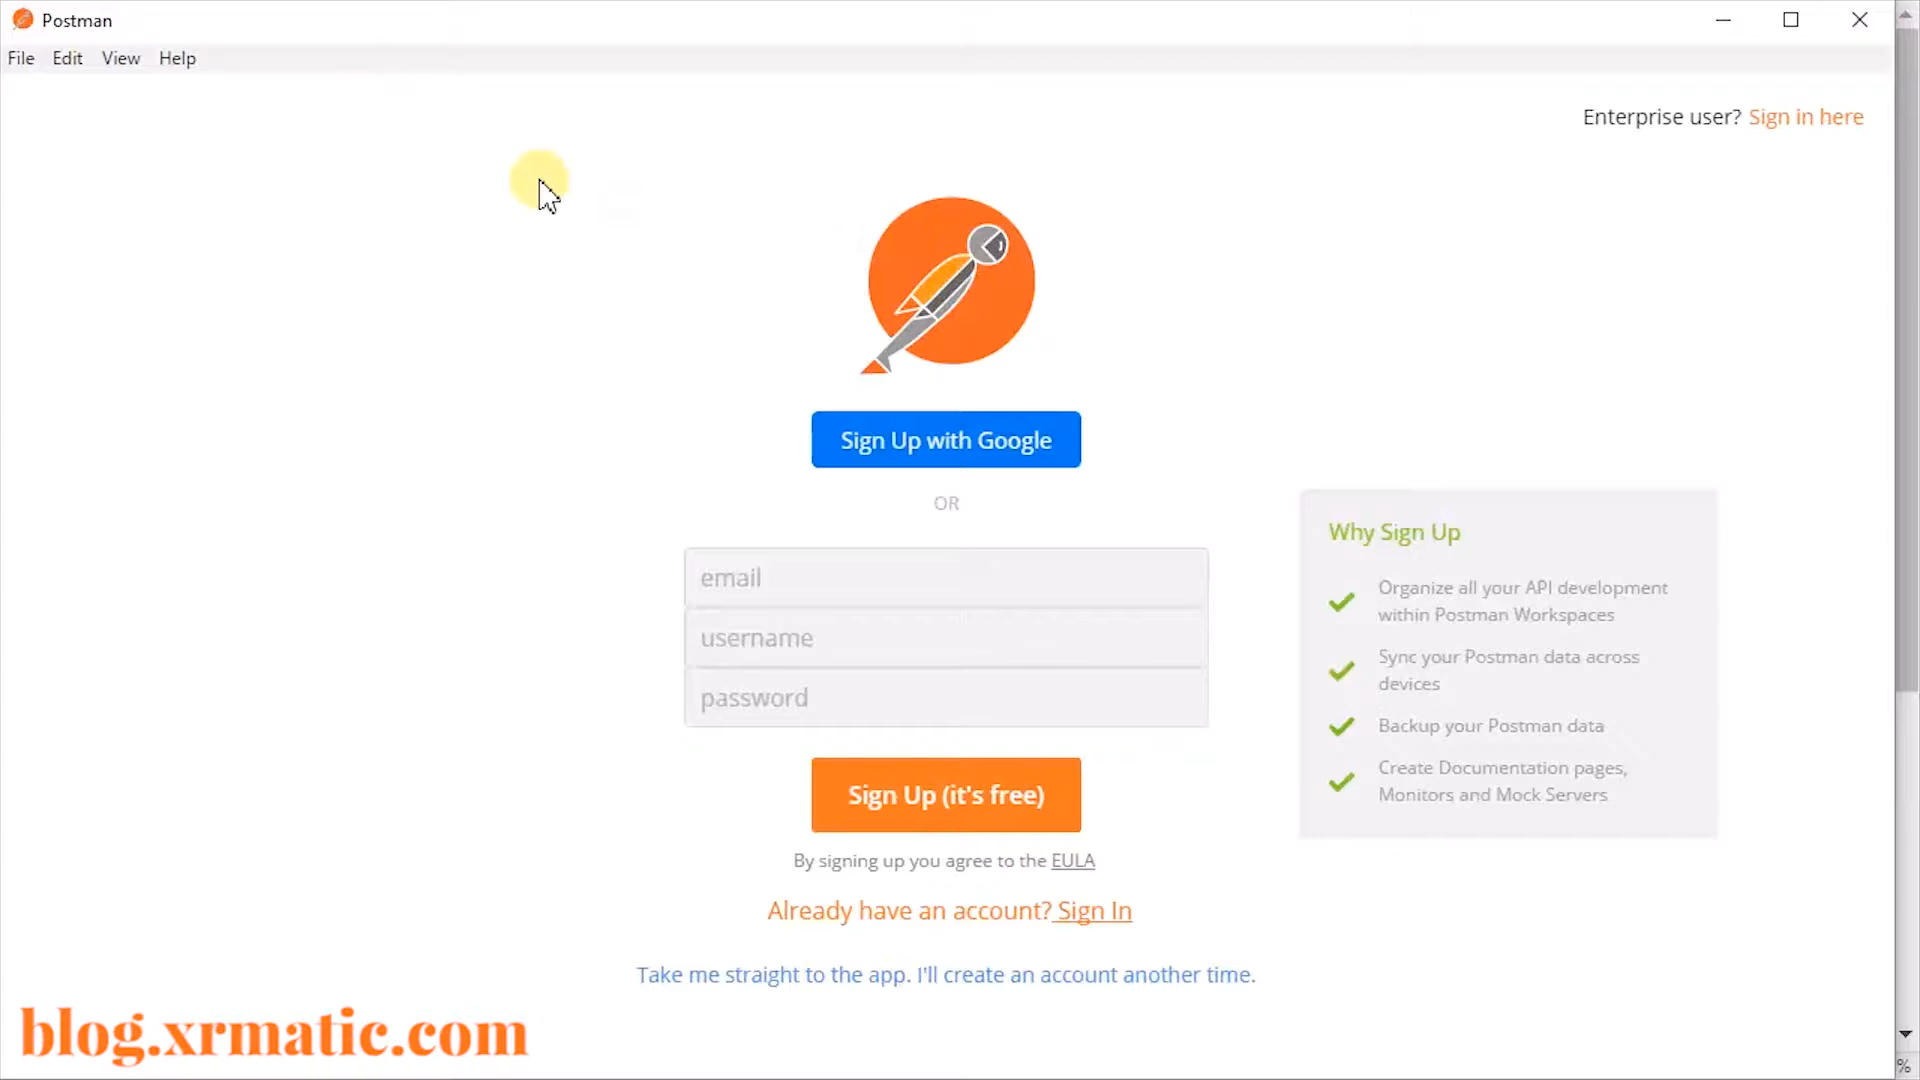 Postman
File Edit View Help
Enterprise user? Sign in here
Sign Up with Google
OR
email
username
password
Sign Up (it's free)
By signing up you agree to the EULA
Already have an account? Sign In
Take me straight to the app. I'll create an account another time.
Why Sign Up
Organize all your API development
within Postman Workspaces
Sync your Postman data across
devices
Backup your Postman data
Create Documentation pages,
Monitors and Mock Servers
blog.xrmatic.com
%